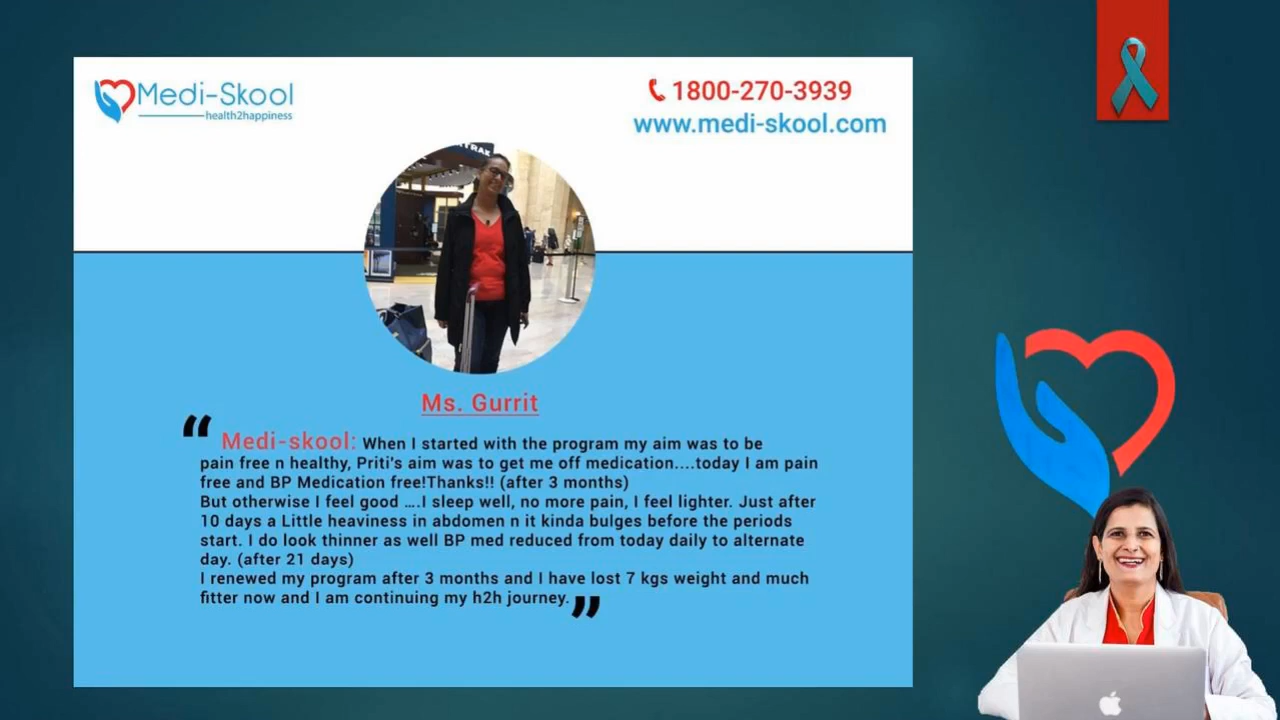 Medi-Skool
health2happiness
1800-270-3939
www.medi-skool.com
TRAX
Ms. Gurrit
“ Medi-skool: When I started with the program my aim was to be
pain free n healthy, Priti's aim was to get me off medication....today I am pain
free and BP Medication free!Thanks!! (after 3 months)
But otherwise I feel good ....I sleep well, no more pain, I feel lighter. Just after
10 days a Little heaviness in abdomen n it kinda bulges before the periods
start. I do look thinner as well BP med reduced from today daily to alternate
day. (after 21 days)
I renewed my program after 3 months and I have lost 7 kgs weight and much
fitter now and I am continuing my h2h journey. ”